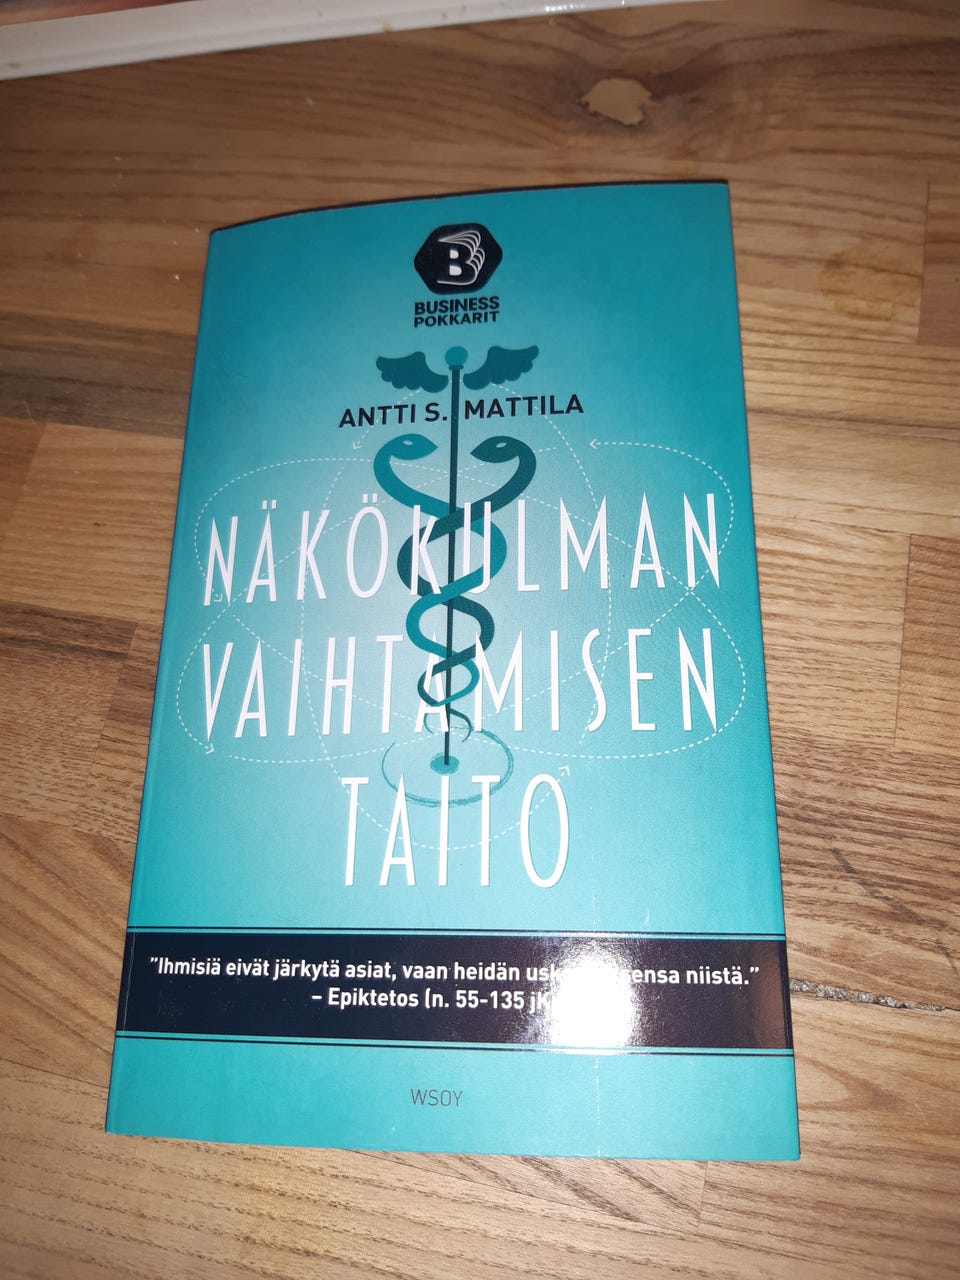 B
BUSINESS
POKKARIT
ANTTI S. MATTILA
NÄKÖKULMAN
VAIHTAMISEN
TAITO
"Ihmisiä eivät järkytä asiat, vaan heidän niistä."
– Epiktetos (n. 55-135
WSOY